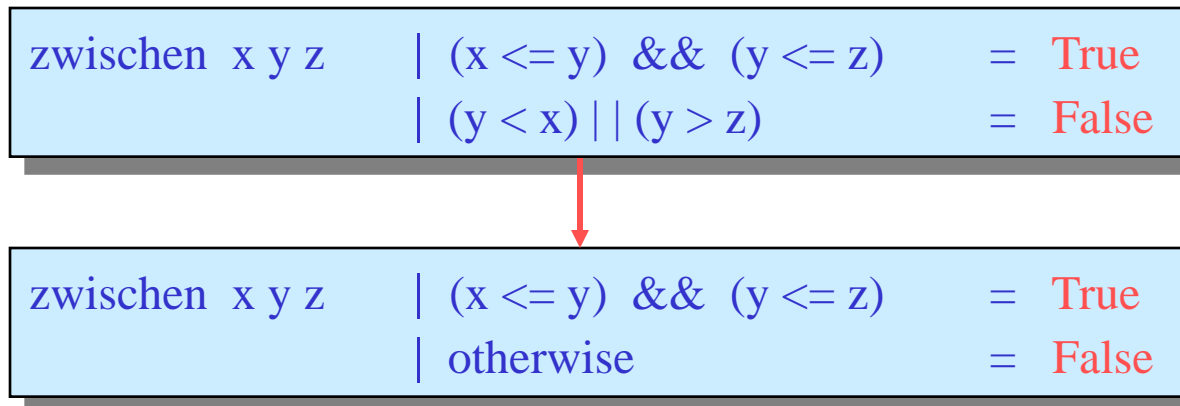 zwischen x y z | (x <= y) && (y <= z) = True
| (y < x) | | (y > z) = False
zwischen x y z | (x <= y) && (y <= z) = True
| otherwise = False